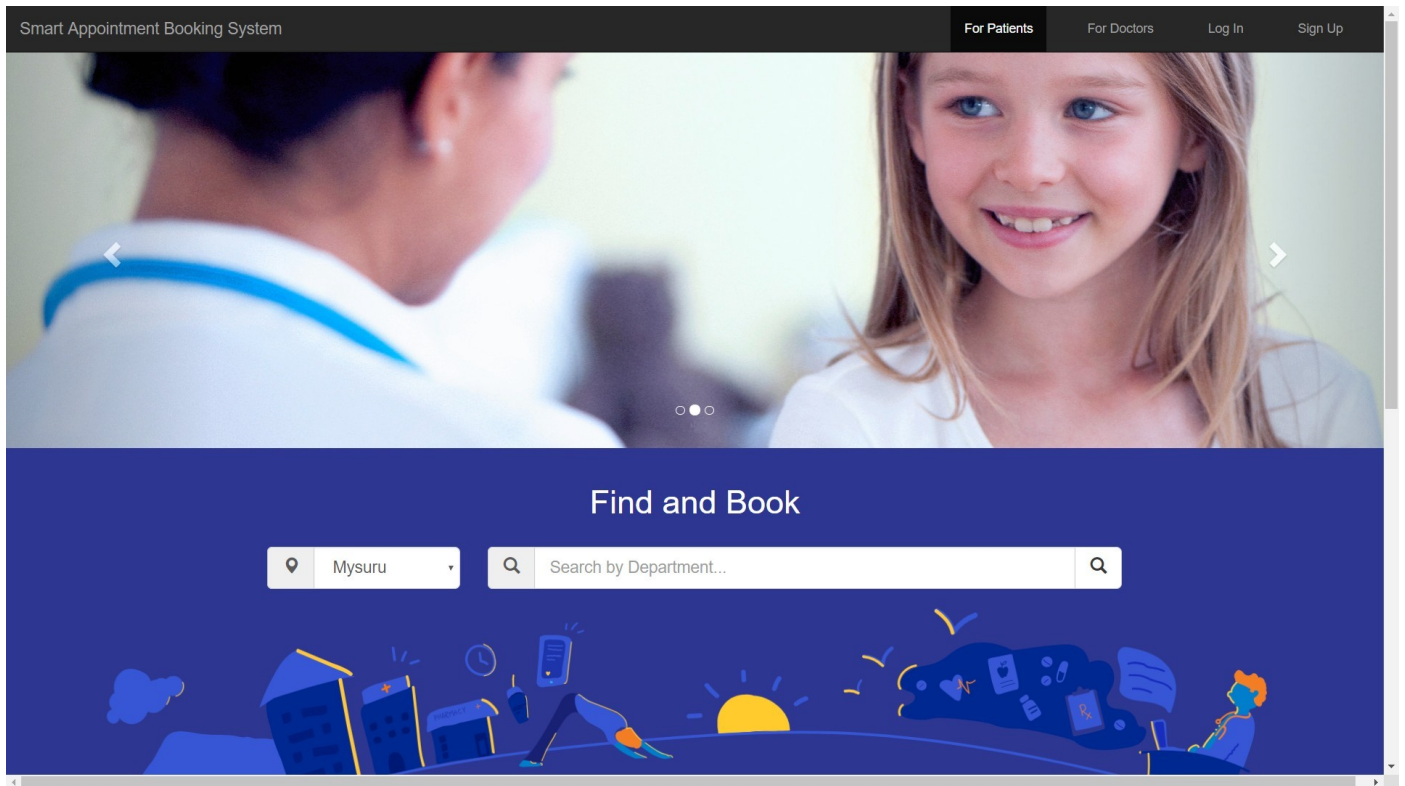 Smart Appointment Booking System
For Patients
For Doctors
Log In
Sign Up
Find and Book
Mysuru
Search by Department...
Rx